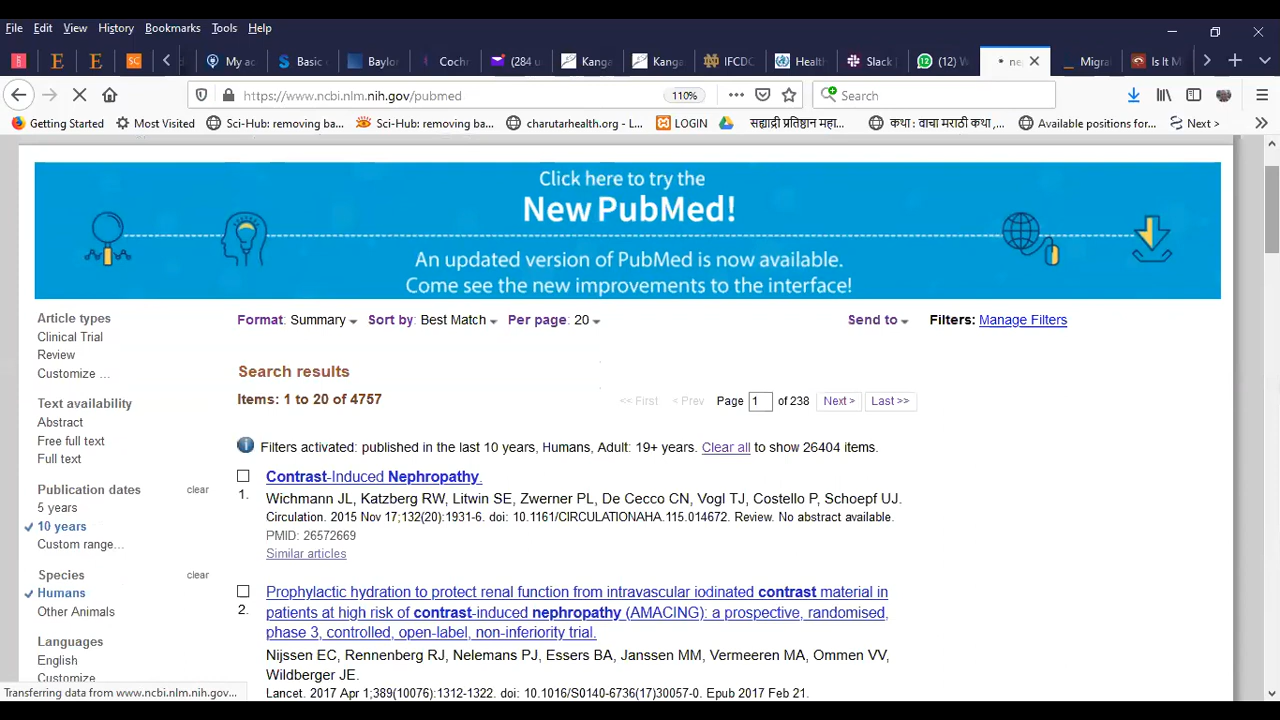 File Edit View History Bookmarks Tools Help
E E SC My ac Basic Baylor Cochr (284 u Kanga Kanga IFCDC Health Slack (12) W ne Migral Is It M
https://www.ncbi.nlm.nih.gov/pubmed 110% Search
Getting Started Most Visited Sci-Hub: removing ba... Sci-Hub: removing ba... charutarhealth.org - L... LOGIN सह्याद्री प्रतिष्ठान महा... कथा : वाचा मराठी कथा ,... Available positions for... Next >
Click here to try the
New PubMed!
An updated version of PubMed is now available.
Come see the new improvements to the interface!
Article types
Clinical Trial
Review
Customize ...
Text availability
Abstract
Free full text
Full text
Publication dates clear
5 years
10 years
Custom range...
Species clear
Humans
Other Animals
Languages
English
Customize
Format: Summary Sort by: Best Match Per page: 20 Send to Filters: Manage Filters
Search results
Items: 1 to 20 of 4757
<< First < Prev Page 1 of 238 Next > Last >>
Filters activated: published in the last 10 years, Humans, Adult: 19+ years. Clear all to show 26404 items.
Contrast-Induced Nephropathy.
1. Wichmann JL, Katzberg RW, Litwin SE, Zwerner PL, De Cecco CN, Vogl TJ, Costello P, Schoepf UJ.
Circulation. 2015 Nov 17;132(20):1931-6. doi: 10.1161/CIRCULATIONAHA.115.014672. Review. No abstract available.
PMID: 26572669
Similar articles
Prophylactic hydration to protect renal function from intravascular iodinated contrast material in
2. patients at high risk of contrast-induced nephropathy (AMACING): a prospective, randomised,
phase 3, controlled, open-label, non-inferiority trial.
Nijssen EC, Rennenberg RJ, Nelemans PJ, Essers BA, Janssen MM, Vermeeren MA, Ommen VV,
Wildberger JE.
Lancet. 2017 Apr 1;389(10076):1312-1322. doi: 10.1016/S0140-6736(17)30057-0. Epub 2017 Feb 21.
Transferring data from www.ncbi.nlm.nih.gov...